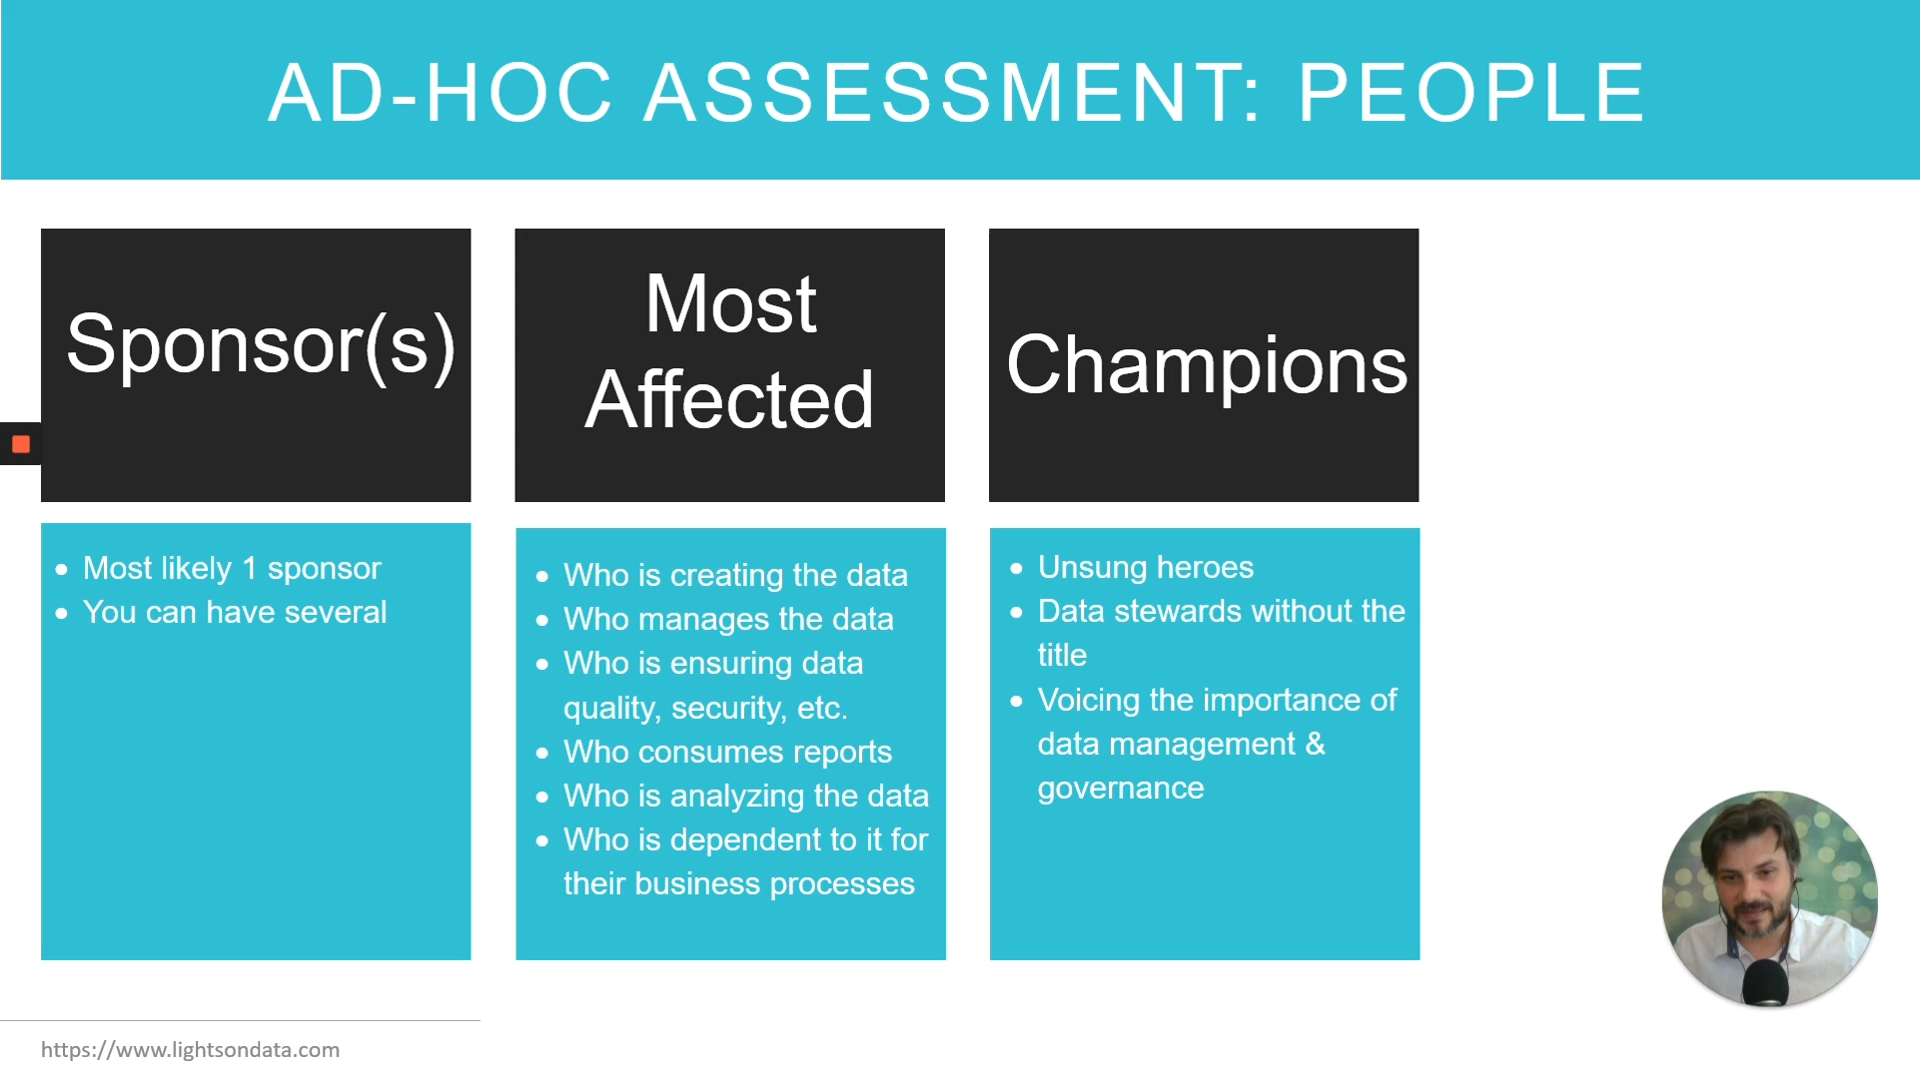 AD-HOC ASSESSMENT: PEOPLE
Sponsor(s)
Most likely 1 sponsor
You can have several
Most
Affected
Who is creating the data
Who manages the data
Who is ensuring data
quality, security, etc.
Who consumes reports
Who is analyzing the data
Who is dependent to it for
their business processes
Champions
Unsung heroes
Data stewards without the
title
Voicing the importance of
data management &
governance
https://www.lightsondata.com